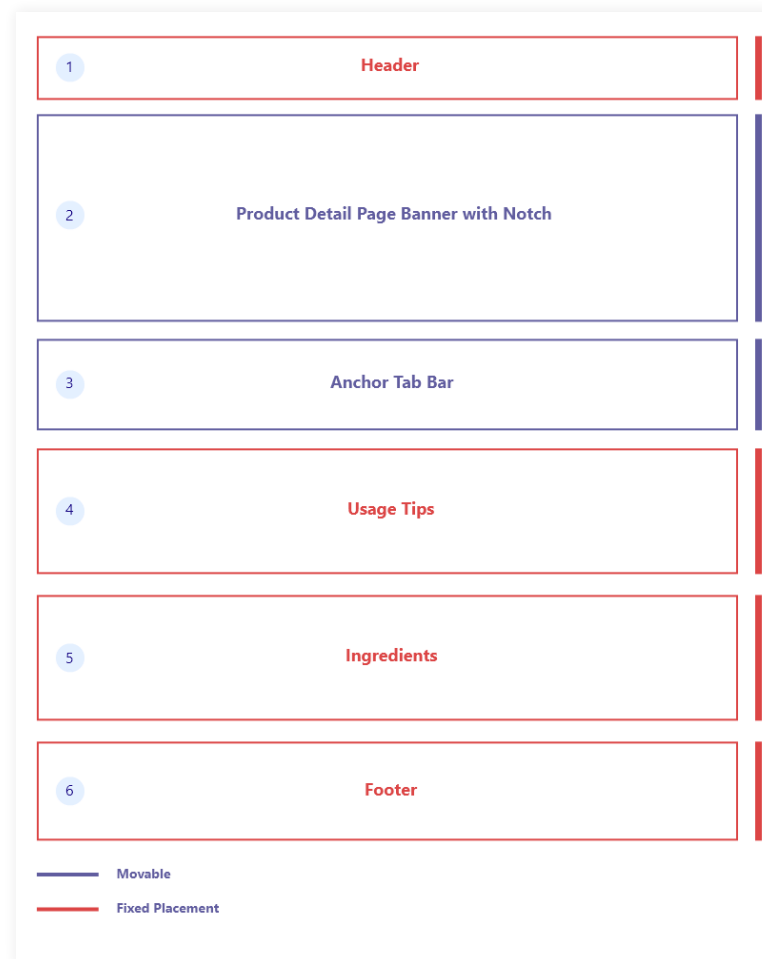 1 Header
2 Product Detail Page Banner with Notch
3 Anchor Tab Bar
4 Usage Tips
5 Ingredients
6 Footer
Movable
Fixed Placement